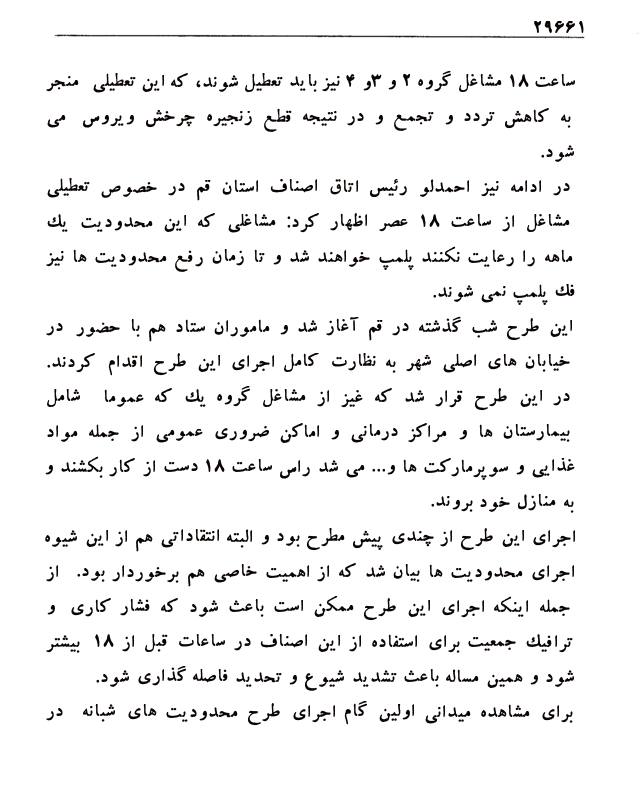 ۲۹۶۶۱
ساعت ۱۸ مشاغل گروه ۲ و ۳و ۴ نیز باید تعطیل شوند، که این تعطیلی منجر
به کاهش تردد و تجمع و در نتیجه قطع زنجیره چرخش ویروس می
شود.
در ادامه نیز احمدلو رئیس اتاق اصناف استان قم در خصوص تعطیلی
مشاغل از ساعت ۱۸ عصر اظهار کرد: مشاغلی که این محدودیت یك
ماهه را رعایت نکنند پلمپ خواهند شد و تا زمان رفع محدودیت ها نیز
فك پلمپ نمی شوند.
این طرح شب گذشته در قم آغاز شد و ماموران ستاد هم با حضور در
خیابان های اصلی شهر به نظارت کامل اجرای این طرح اقدام کردند.
در این طرح قرار شد که غیز از مشاغل گروه یك که عموما شامل
بیمارستان ها و مراکز درمانی و اماکن ضروری عمومی از جمله مواد
غذایی و سوپرمارکت ها و... می شد راس ساعت ۱۸ دست از کار بکشند و
به منازل خود بروند.
اجرای این طرح از چندی پیش مطرح بود و البته انتقاداتی هم از این شیوه
اجرای محدودیت ها بیان شد که از اهمیت خاصی هم برخوردار بود. از
جمله اینکه اجرای این طرح ممکن است باعث شود که فشار کاری و
ترافیك جمعیت برای استفاده از این اصناف در ساعات قبل از ۱۸ بیشتر
شود و همین مساله باعث تشدید شیوع و تحدید فاصله گذاری شود.
برای مشاهده میدانی اولین گام اجرای طرح محدودیت های شبانه در